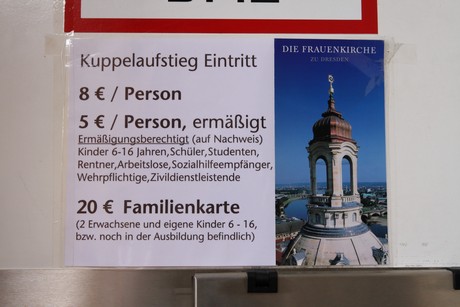 Kuppelaufstieg Eintritt
8 € / Person
5 € / Person, ermäßigt
Ermäßigungsberechtigt (auf Nachweis)
Kinder 6-16 Jahren,Schüler,Studenten,
Rentner,Arbeitslose,Sozialhilfeempfänger,
Wehrpflichtige,Zivildienstleistende
20 € Familienkarte
(2 Erwachsene und eigene Kinder 6 - 16,
bzw. noch in der Ausbildung befindlich)
DIE FRAUENKIRCHE
ZU DRESDEN